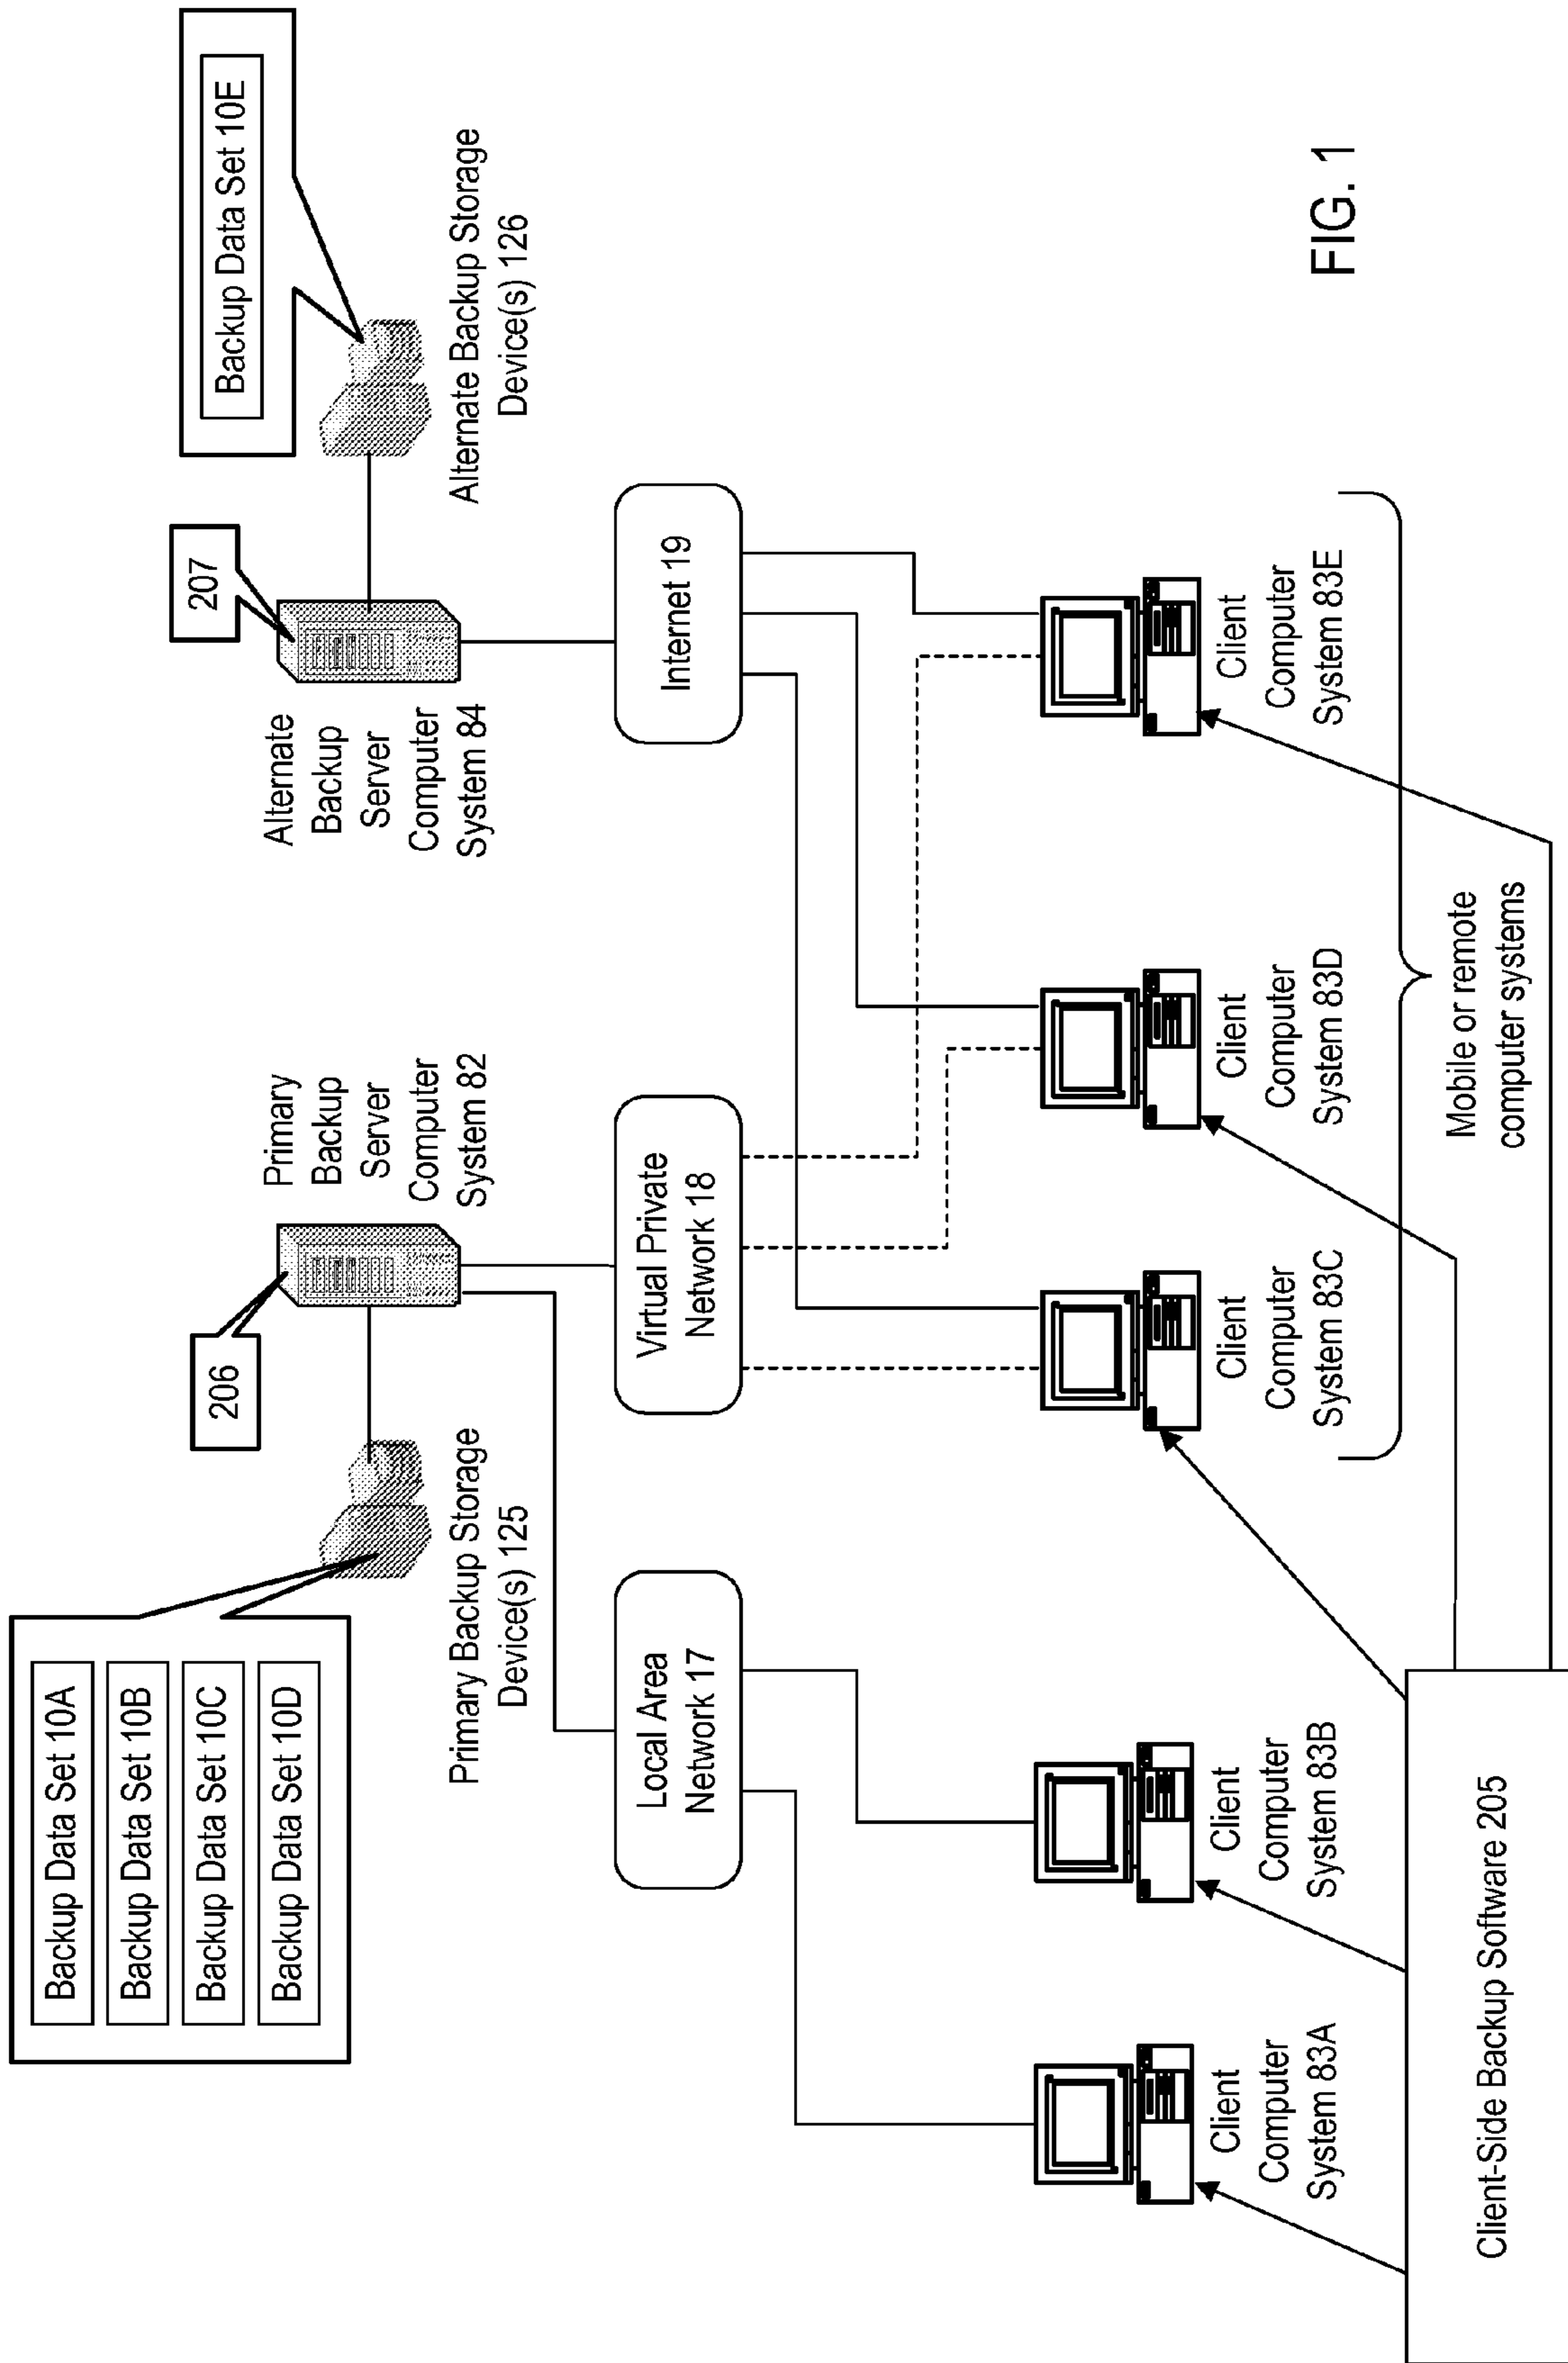 Backup Data Set 10A
Backup Data Set 10B
Backup Data Set 10C
Backup Data Set 10D
206
207
Backup Data Set 10E
Primary Backup Storage
Device(s) 125
Primary
Backup
Server
Computer
System 82
Alternate
Backup
Server
Computer
System 84
Alternate Backup Storage
Device(s) 126
Local Area
Network 17
Virtual Private
Network 18
Internet 19
Client
Computer
System 83A
Client
Computer
System 83B
Client
Computer
System 83C
Client
Computer
System 83D
Client
Computer
System 83E
Mobile or remote
computer systems
Client-Side Backup Software 205
FIG. 1